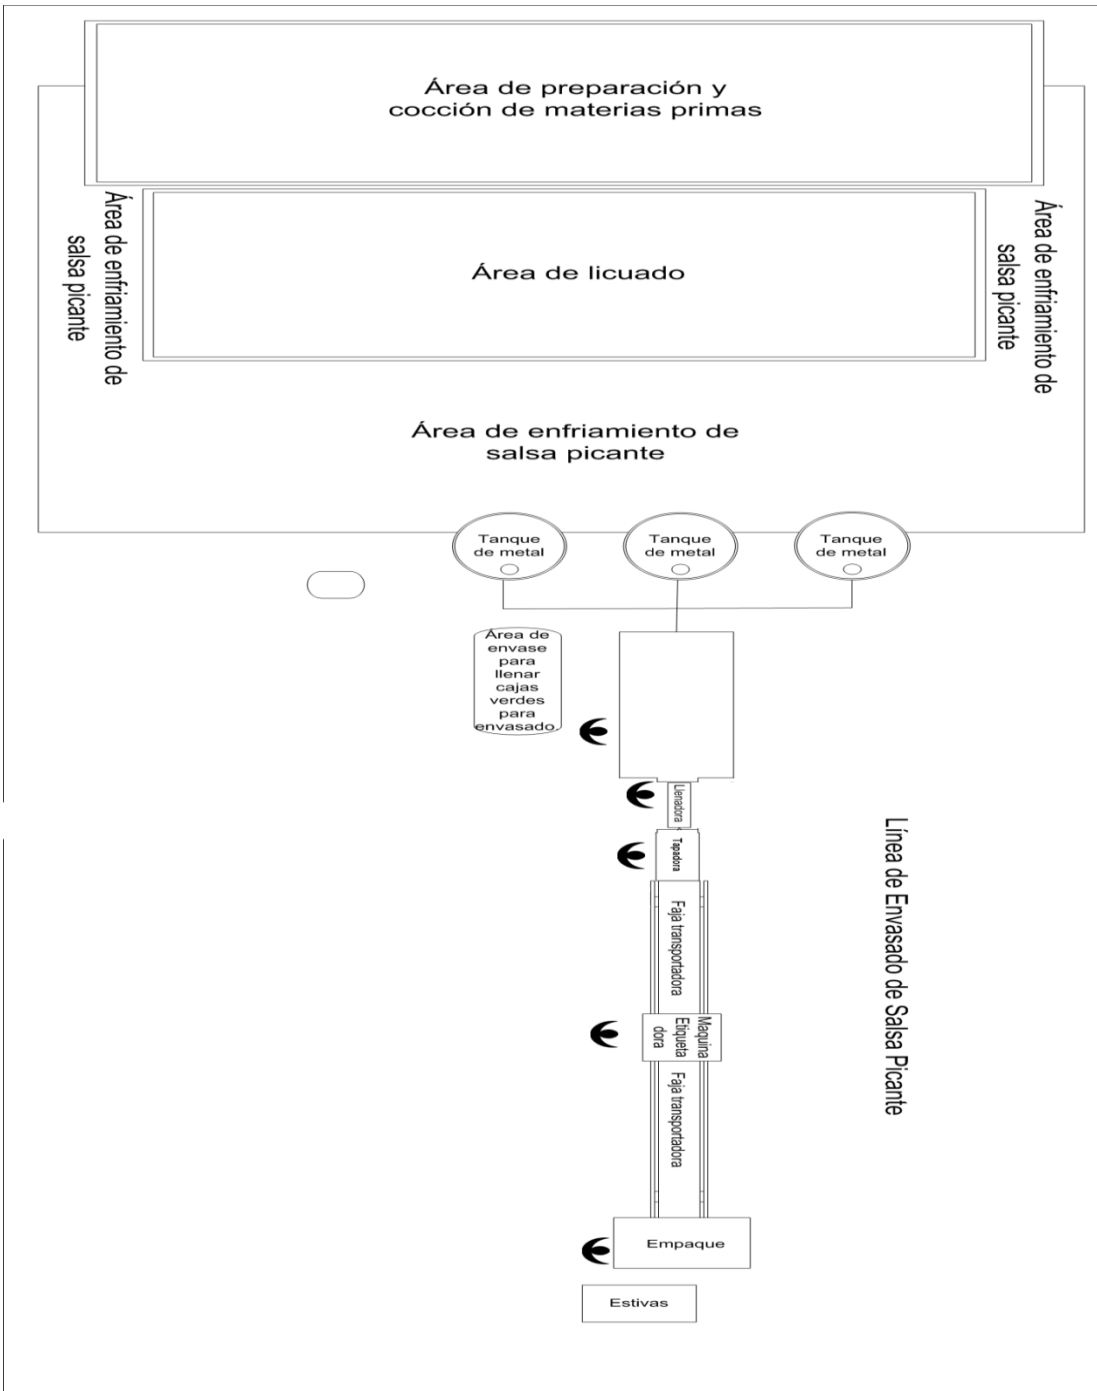 Área de preparación y
cocción de materias primas
Área de enfriamiento de
salsa picante
Área de licuado
Área de enfriamiento de
salsa picante
Área de enfriamiento de
salsa picante
Tanque
de metal
Tanque
de metal
Tanque
de metal
Área de
envase
para
llenar
cajas
verdes
para
envasado.
Llenadora
Tapadora
Faja transportadora
Maquina
Etiqueta
dora
Faja transportadora
Línea de Envasado de Salsa Picante
Empaque
Estivas